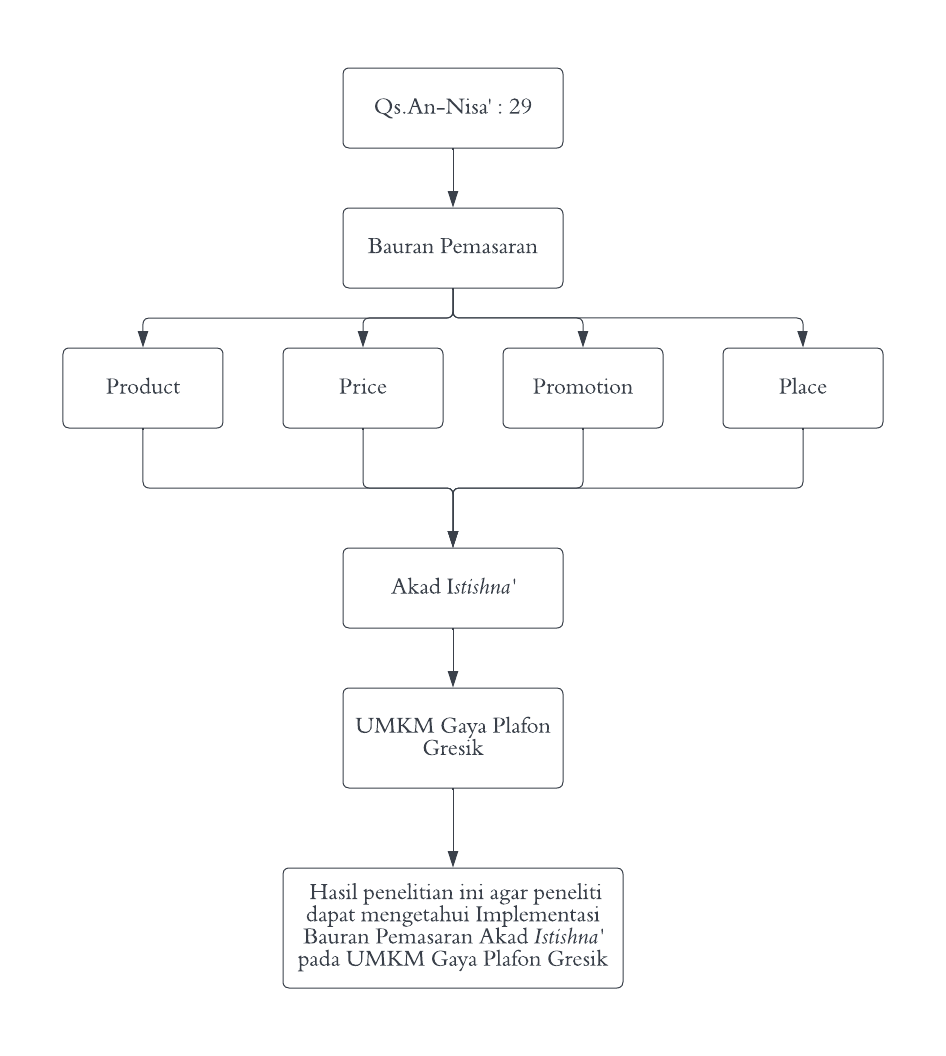 Qs.An-Nisa' : 29
Bauran Pemasaran
Product
Price
Promotion
Place
Akad Istishna'
UMKM Gaya Plafon
Gresik
Hasil penelitian ini agar peneliti
dapat mengetahui Implementasi
Bauran Pemasaran Akad Istishna'
pada UMKM Gaya Plafon Gresik